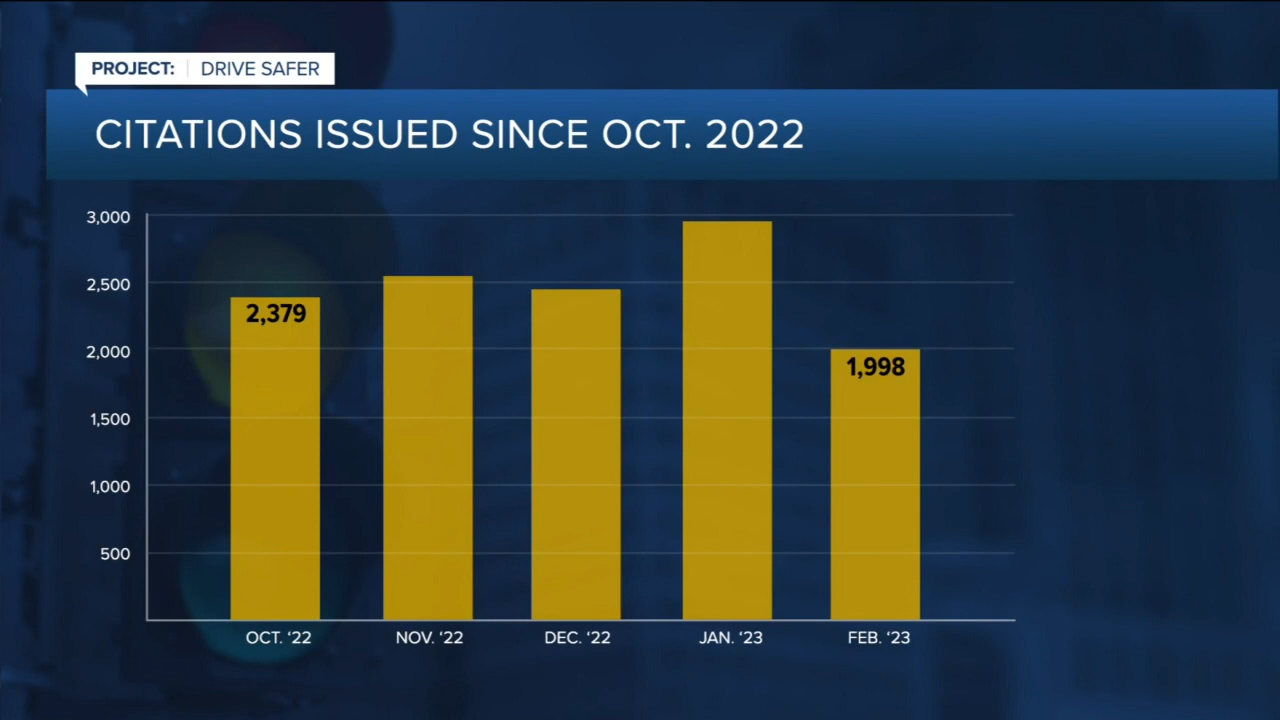 PROJECT: | DRIVE SAFER
CITATIONS ISSUED SINCE OCT. 2022
3,000
2,500
2,000
1,500
1,000
500
2,379
1,998
OCT. ‘22
NOV. ‘22
DEC. ‘22
JAN. ‘23
FEB. ‘23